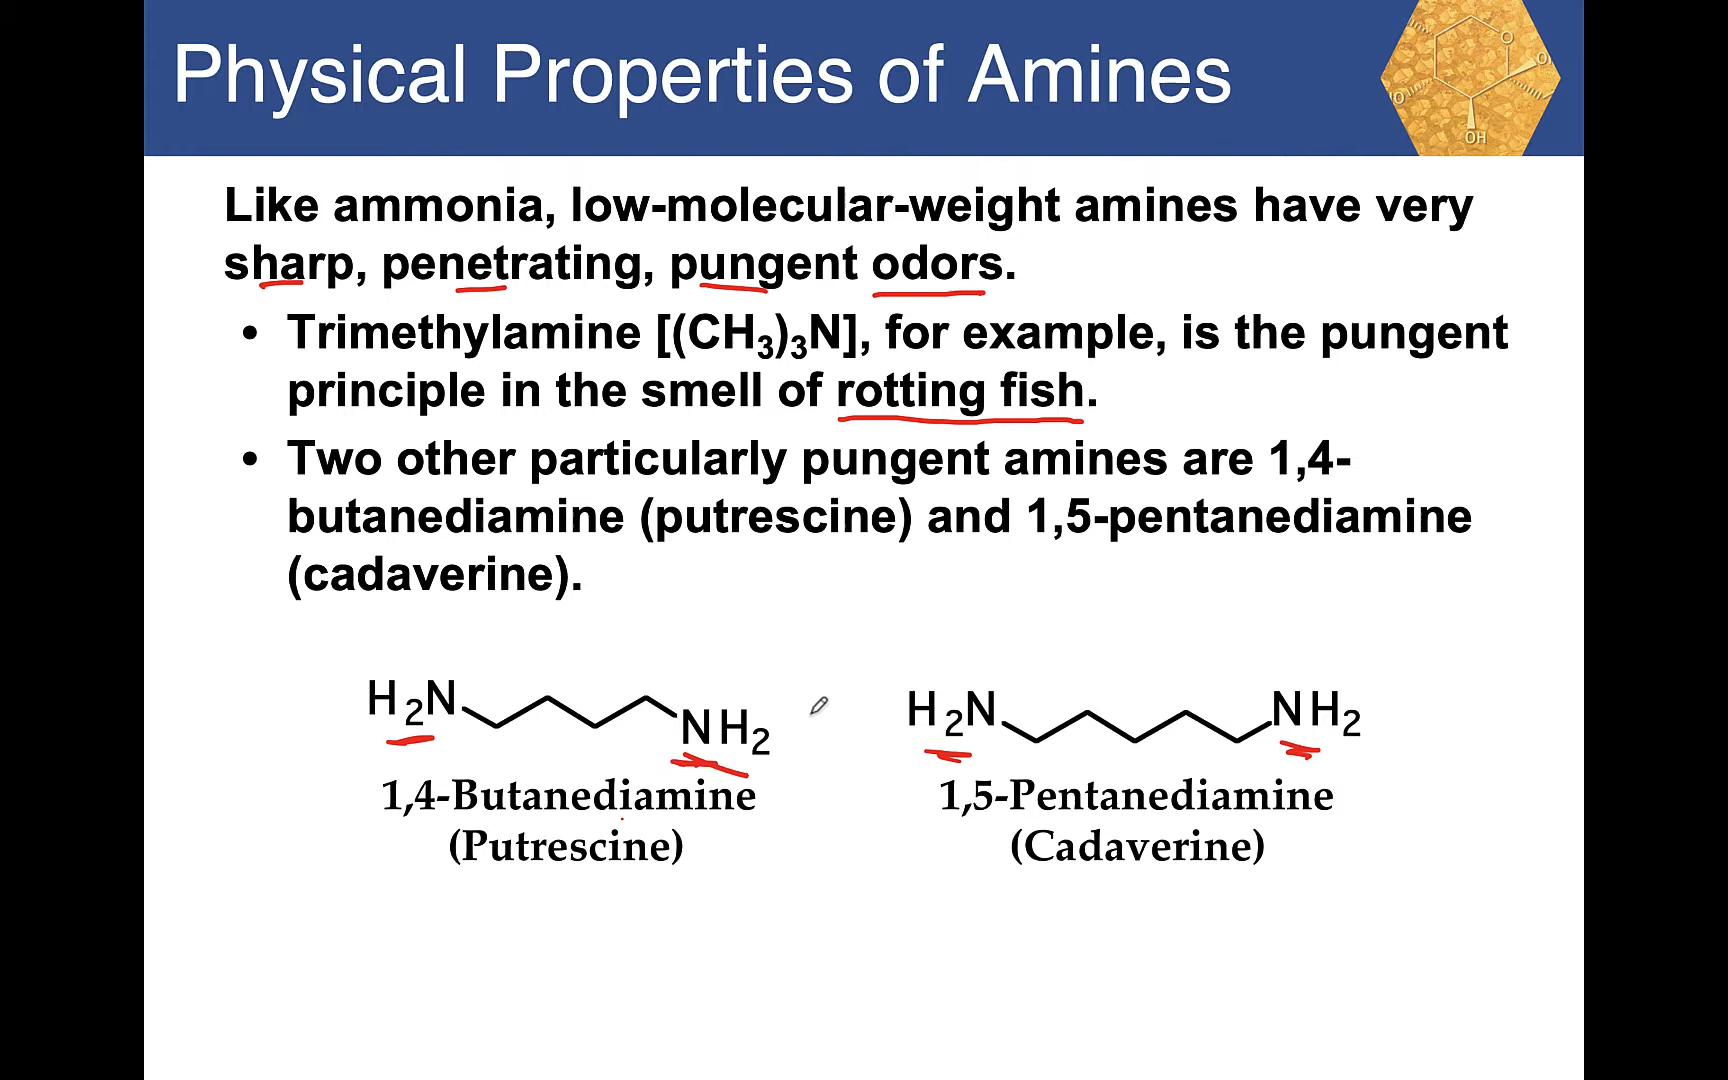 Physical Properties of Amines
O
O
HO
OH
Like ammonia, low-molecular-weight amines have very
sharp, penetrating, pungent odors.
• Trimethylamine [(CH₃)₃N], for example, is the pungent
principle in the smell of rotting fish.
• Two other particularly pungent amines are 1,4-
butanediamine (putrescine) and 1,5-pentanediamine
(cadaverine).
H₂N NH₂ H₂N NH₂
1,4-Butanediamine 1,5-Pentanediamine
(Putrescine) (Cadaverine)